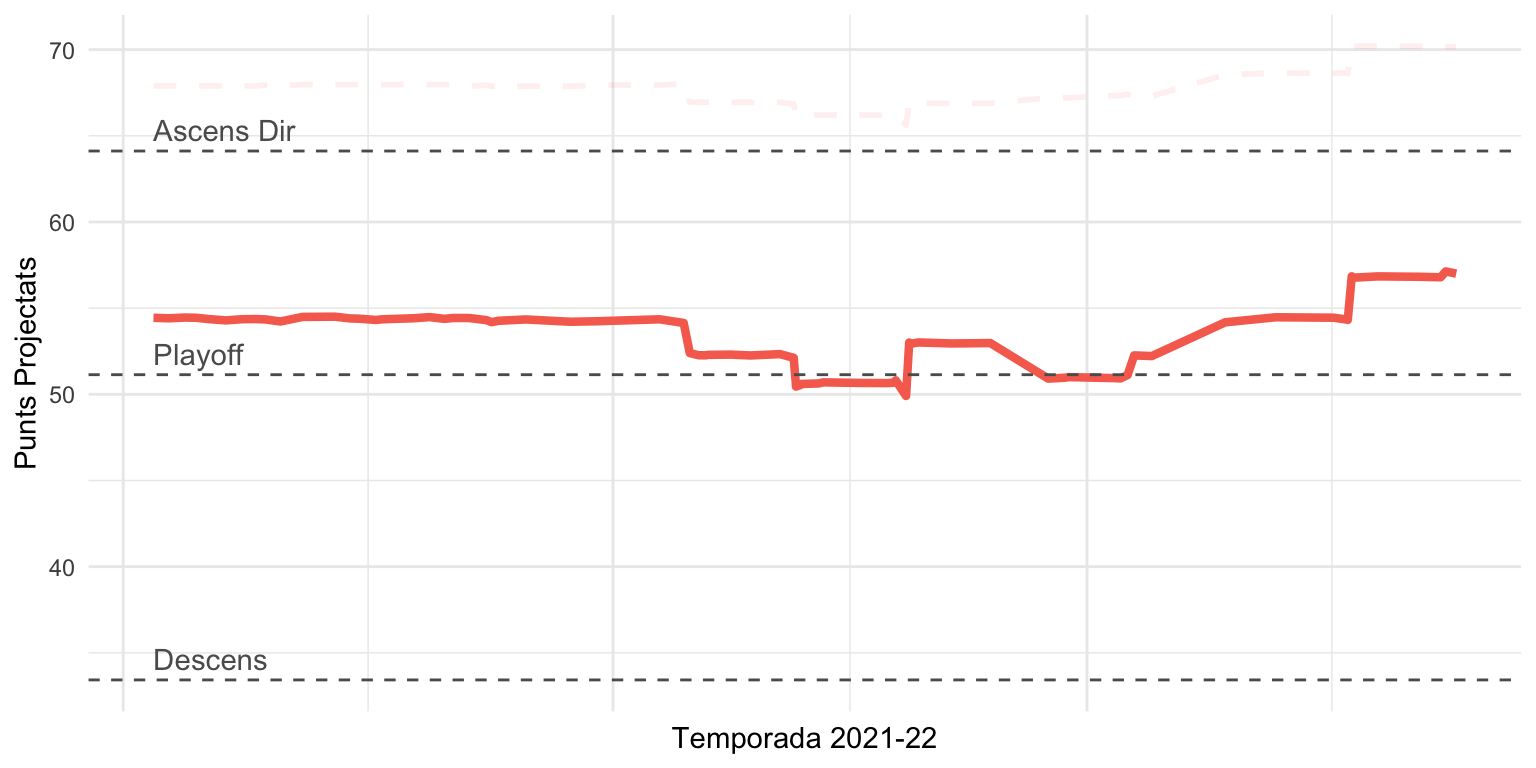 70
Ascens Dir
60
Playoff
50
40
Descens
Punts Projectats
Temporada 2021-22